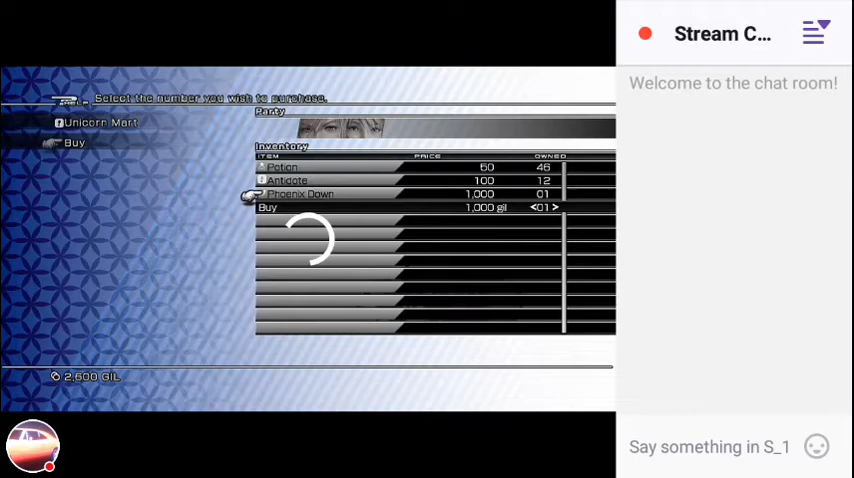 Stream C...
Welcome to the chat room!
Select the number you wish to purchase.
Party
Unicorn Mart
Buy
Inventory
ITEM PRICE OWNED
Potion 50 46
Antidote 100 12
Phoenix Down 1,000 01
Buy 1,000 gil <01>
2,600 GIL
Say something in S_1